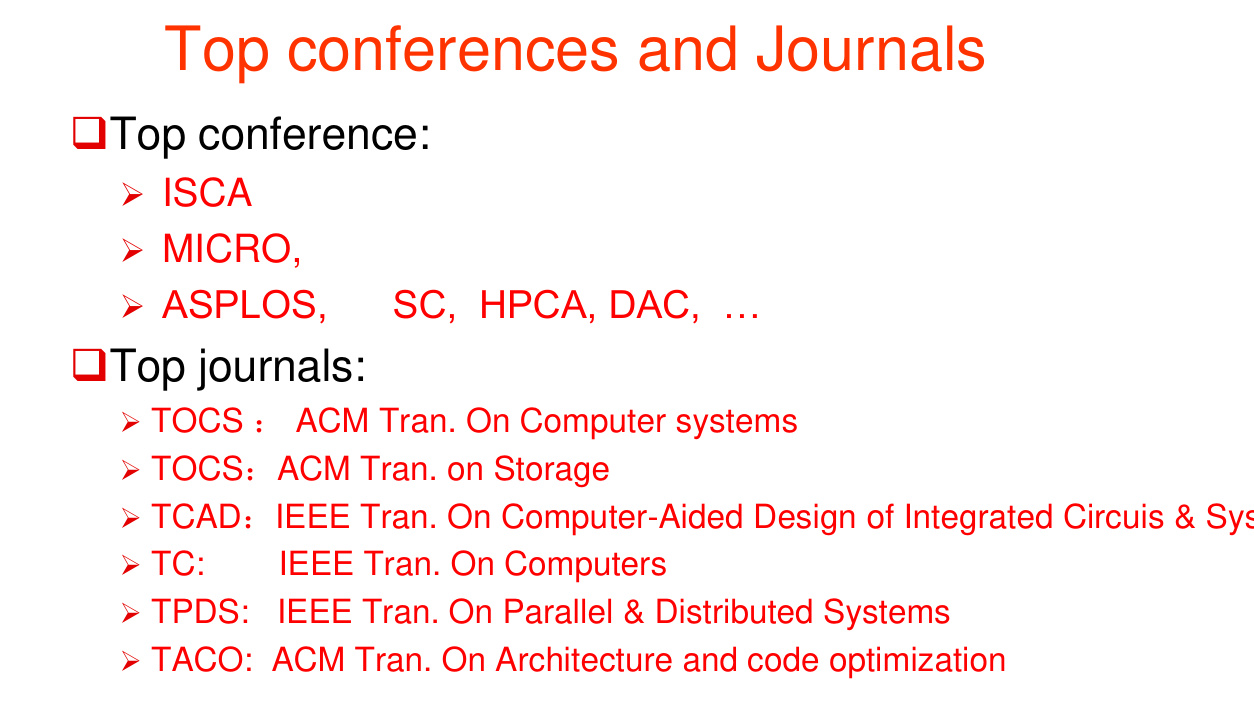 Top conferences and Journals
❑Top conference:
➢ ISCA
➢ MICRO,
➢ ASPLOS, SC, HPCA, DAC, …
❑Top journals:
➢ TOCS： ACM Tran. On Computer systems
➢ TOCS：ACM Tran. on Storage
➢ TCAD：IEEE Tran. On Computer-Aided Design of Integrated Circuis & Sys
➢ TC: IEEE Tran. On Computers
➢ TPDS: IEEE Tran. On Parallel & Distributed Systems
➢ TACO: ACM Tran. On Architecture and code optimization